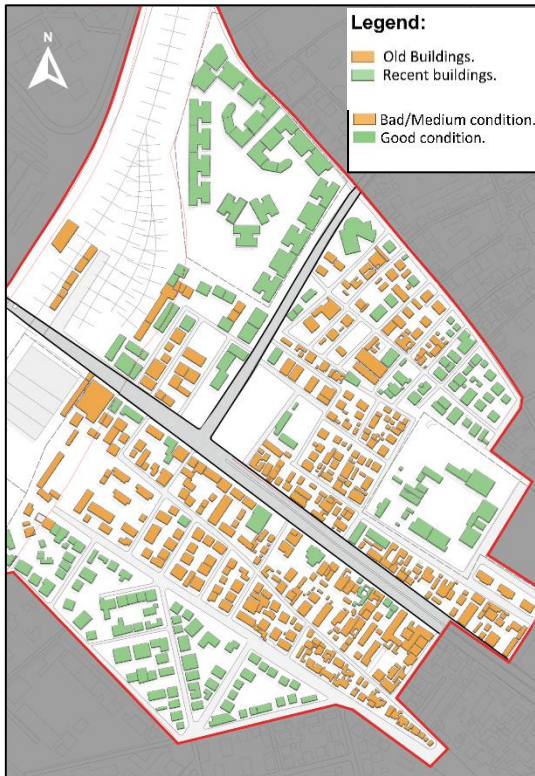 Legend:
N
Old Buildings.
Recent buildings.
Bad/Medium condition.
Good condition.